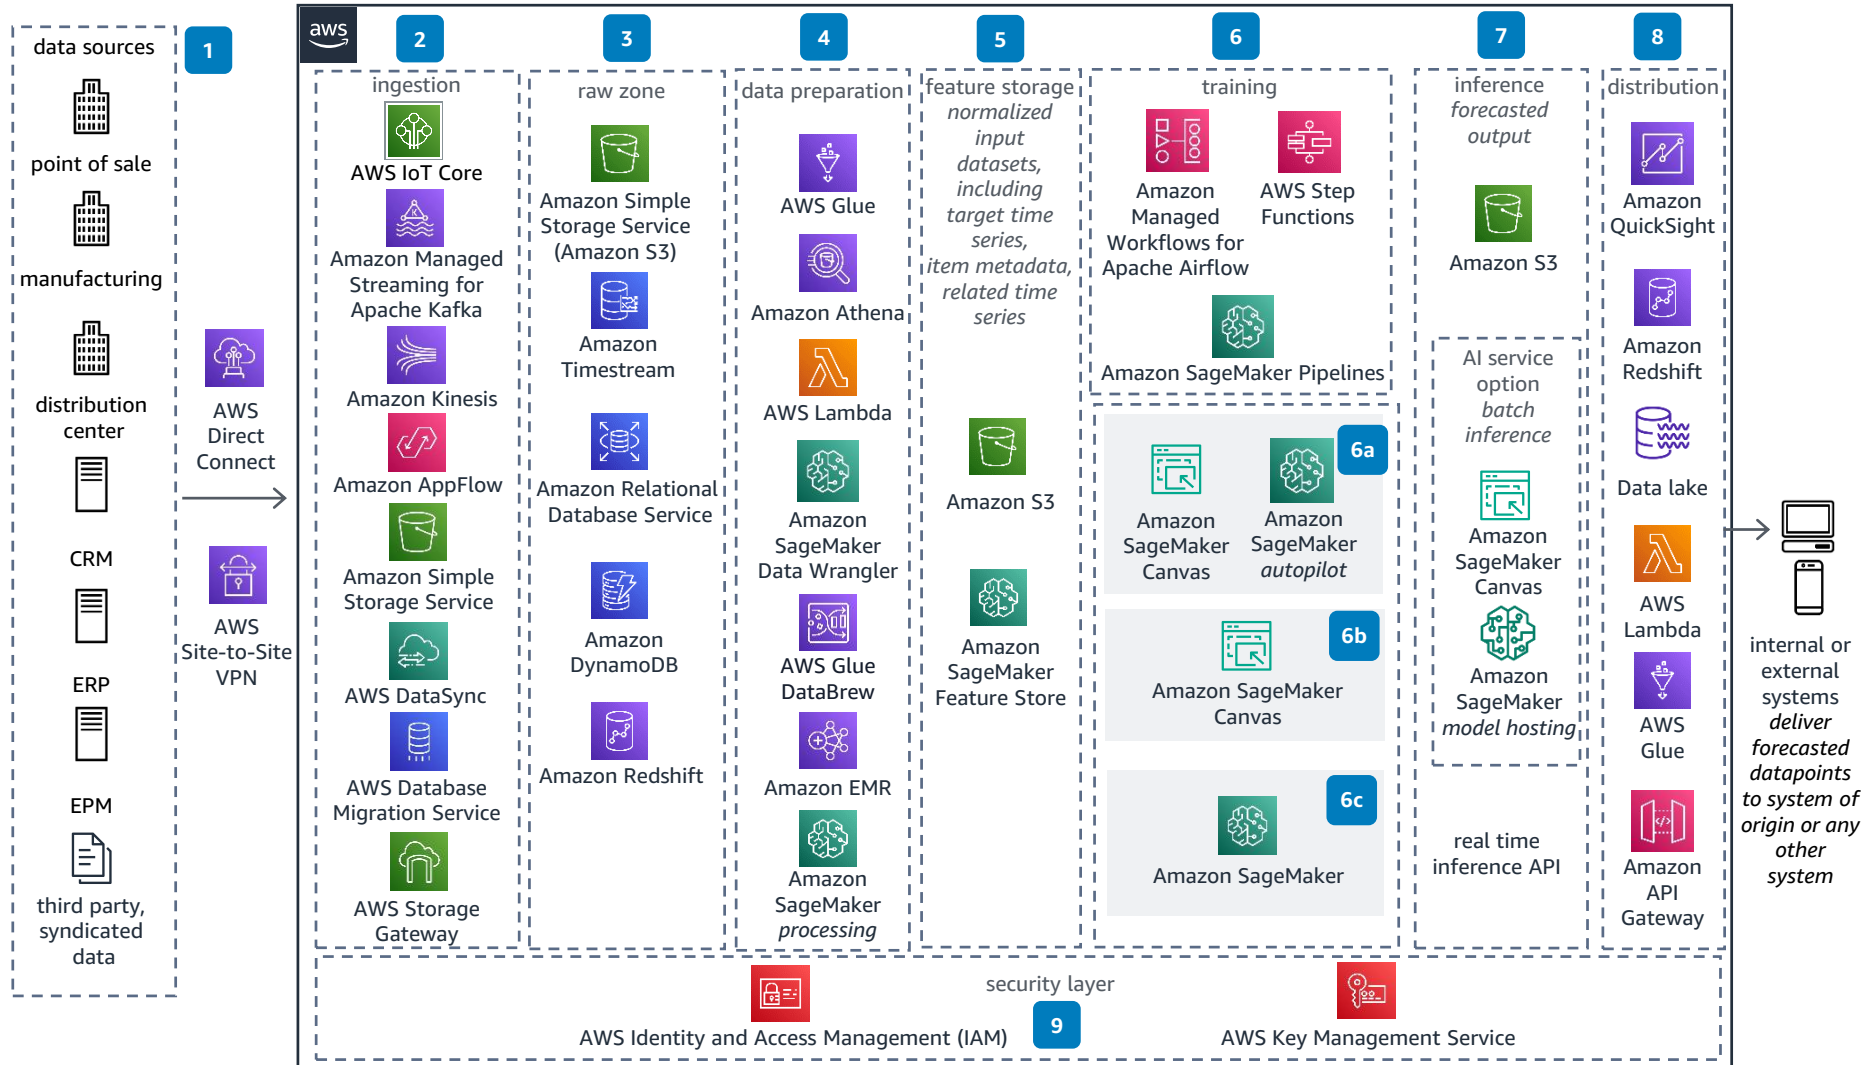 data sources
point of sale
manufacturing
distribution
center
CRM
ERP
EPM
third party,
syndicated
data
1
AWS
Direct
Connect
AWS
Site-to-Site
VPN
aws
2
ingestion
AWS IoT Core
Amazon Managed
Streaming for
Apache Kafka
Amazon Kinesis
Amazon AppFlow
Amazon Simple
Storage Service
AWS DataSync
AWS Database
Migration Service
AWS Storage
Gateway
3
raw zone
Amazon Simple
Storage Service
(Amazon S3)
Amazon
Timestream
Amazon Relational
Database Service
Amazon
DynamoDB
Amazon Redshift
4
data preparation
AWS Glue
Amazon Athena
AWS Lambda
Amazon
SageMaker
Data Wrangler
AWS Glue
DataBrew
Amazon EMR
Amazon
SageMaker
processing
5
feature storage
normalized
input
datasets,
including
target time
series,
item metadata,
related time
series
Amazon S3
Amazon
SageMaker
Feature Store
6
training
Amazon
Managed
Workflows for
Apache Airflow
AWS Step
Functions
Amazon SageMaker Pipelines
6a
Amazon
SageMaker
Canvas
Amazon
SageMaker
autopilot
6b
Amazon SageMaker
Canvas
6c
Amazon SageMaker
7
inference
forecasted
output
Amazon S3
AI service
option
batch
inference
Amazon
SageMaker
Canvas
Amazon
SageMaker
model hosting
real time
inference API
8
distribution
Amazon
QuickSight
Amazon
Redshift
Data lake
AWS
Lambda
AWS
Glue
Amazon
API
Gateway
internal or
external
systems
deliver
forecasted
datapoints
to system of
origin or any
other
system
security layer
9
AWS Identity and Access Management (IAM)
AWS Key Management Service